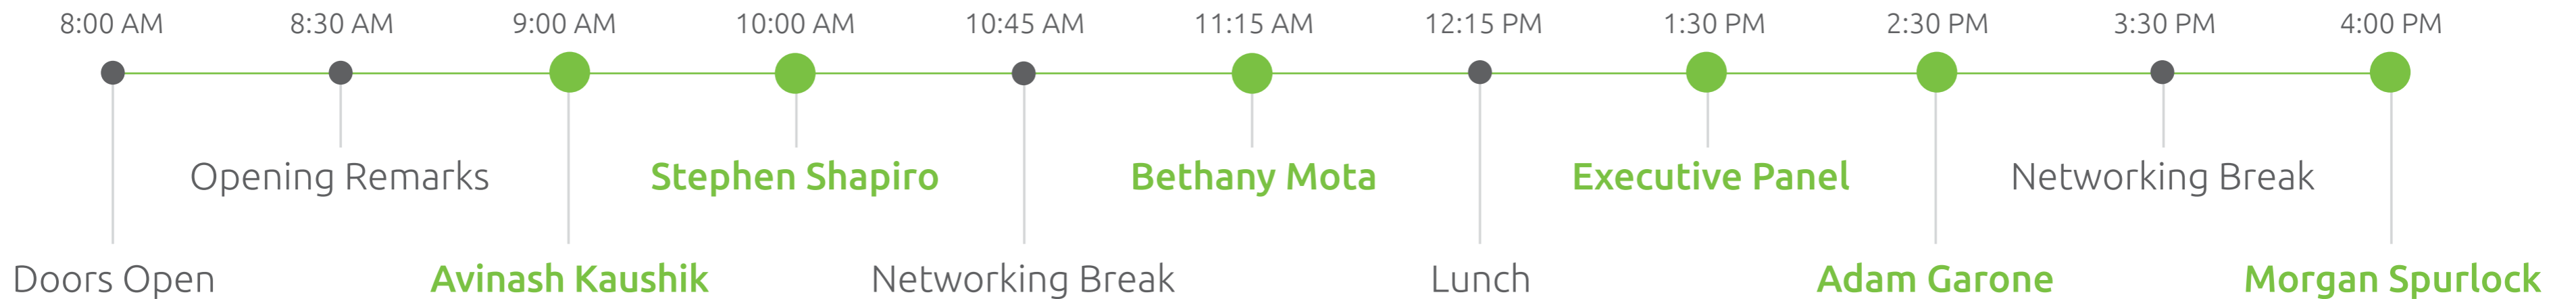 8:00 AM 8:30 AM 9:00 AM 10:00 AM 10:45 AM 11:15 AM 12:15 PM 1:30 PM 2:30 PM 3:30 PM 4:00 PM
Opening Remarks Stephen Shapiro Bethany Mota Executive Panel Networking Break
Doors Open Avinash Kaushik Networking Break Lunch Adam Garone Morgan Spurlock